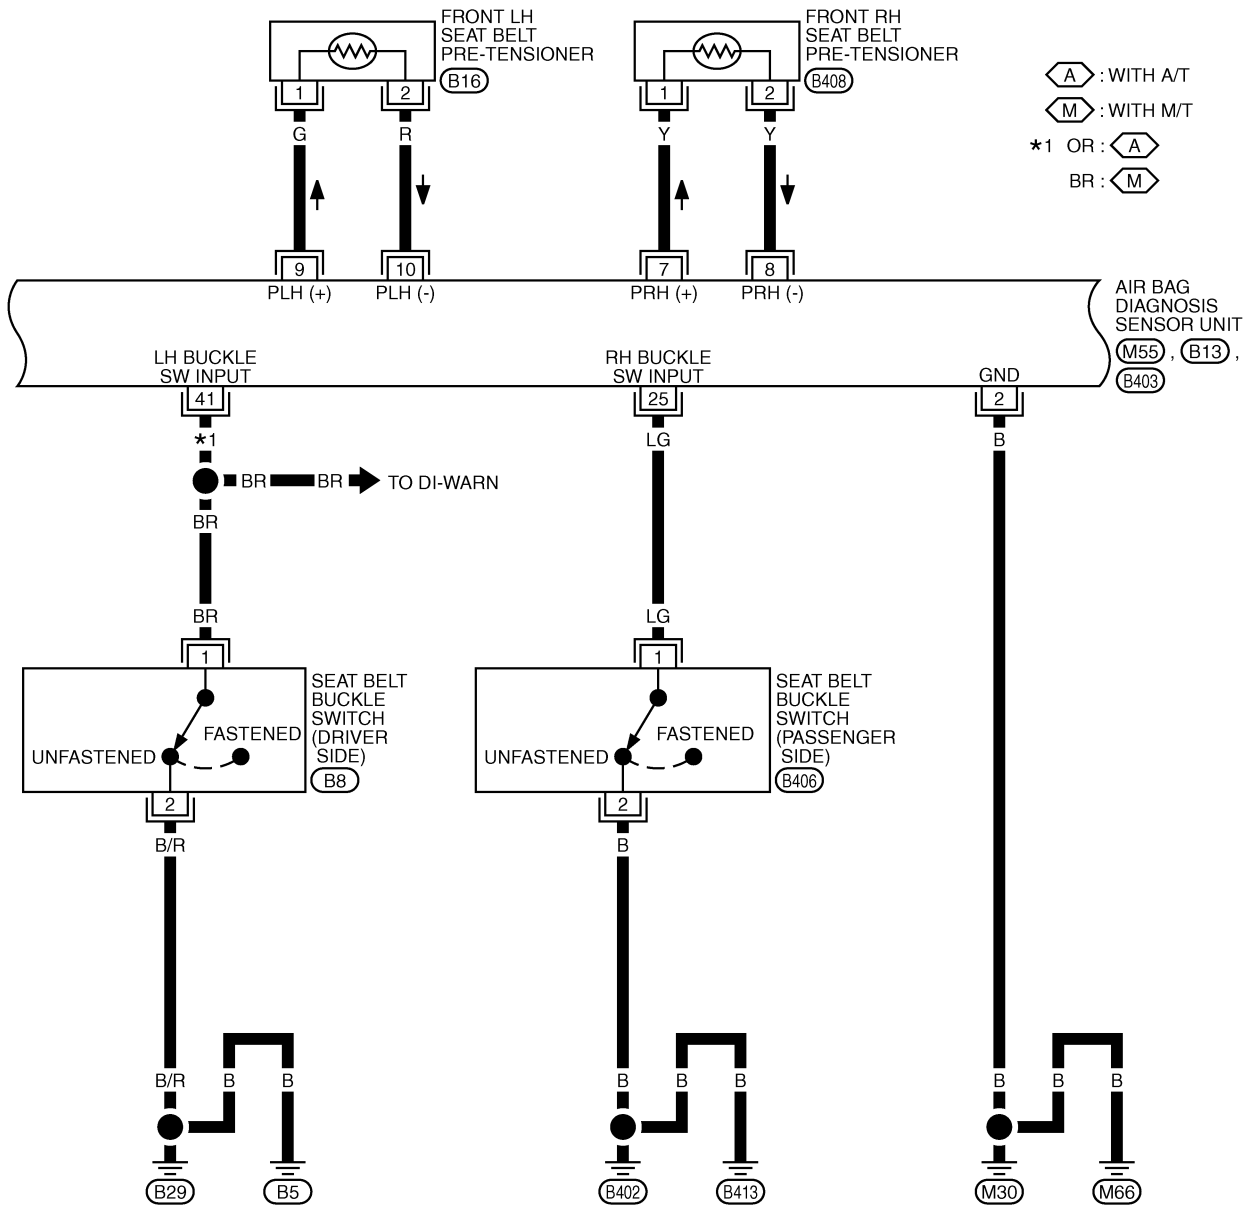 FRONT LH
SEAT BELT
PRE-TENSIONER
B16
1
2
G
R
FRONT RH
SEAT BELT
PRE-TENSIONER
B408
1
2
Y
Y
A : WITH A/T
M : WITH M/T
*1 OR : A
BR : M
9
10
7
8
PLH (+)
PLH (-)
PRH (+)
PRH (-)
AIR BAG
DIAGNOSIS
SENSOR UNIT
M55 , B13 ,
B403
LH BUCKLE
SW INPUT
RH BUCKLE
SW INPUT
GND
41
25
2
*1
LG
B
BR
BR
TO DI-WARN
BR
BR
LG
1
1
SEAT BELT
BUCKLE
SWITCH
(DRIVER
SIDE)
B8
FASTENED
UNFASTENED
SEAT BELT
BUCKLE
SWITCH
(PASSENGER
SIDE)
B406
FASTENED
UNFASTENED
2
2
B/R
B
B/R
B
B
B
B
B
B
B
B
B29
B5
B402
B413
M30
M66